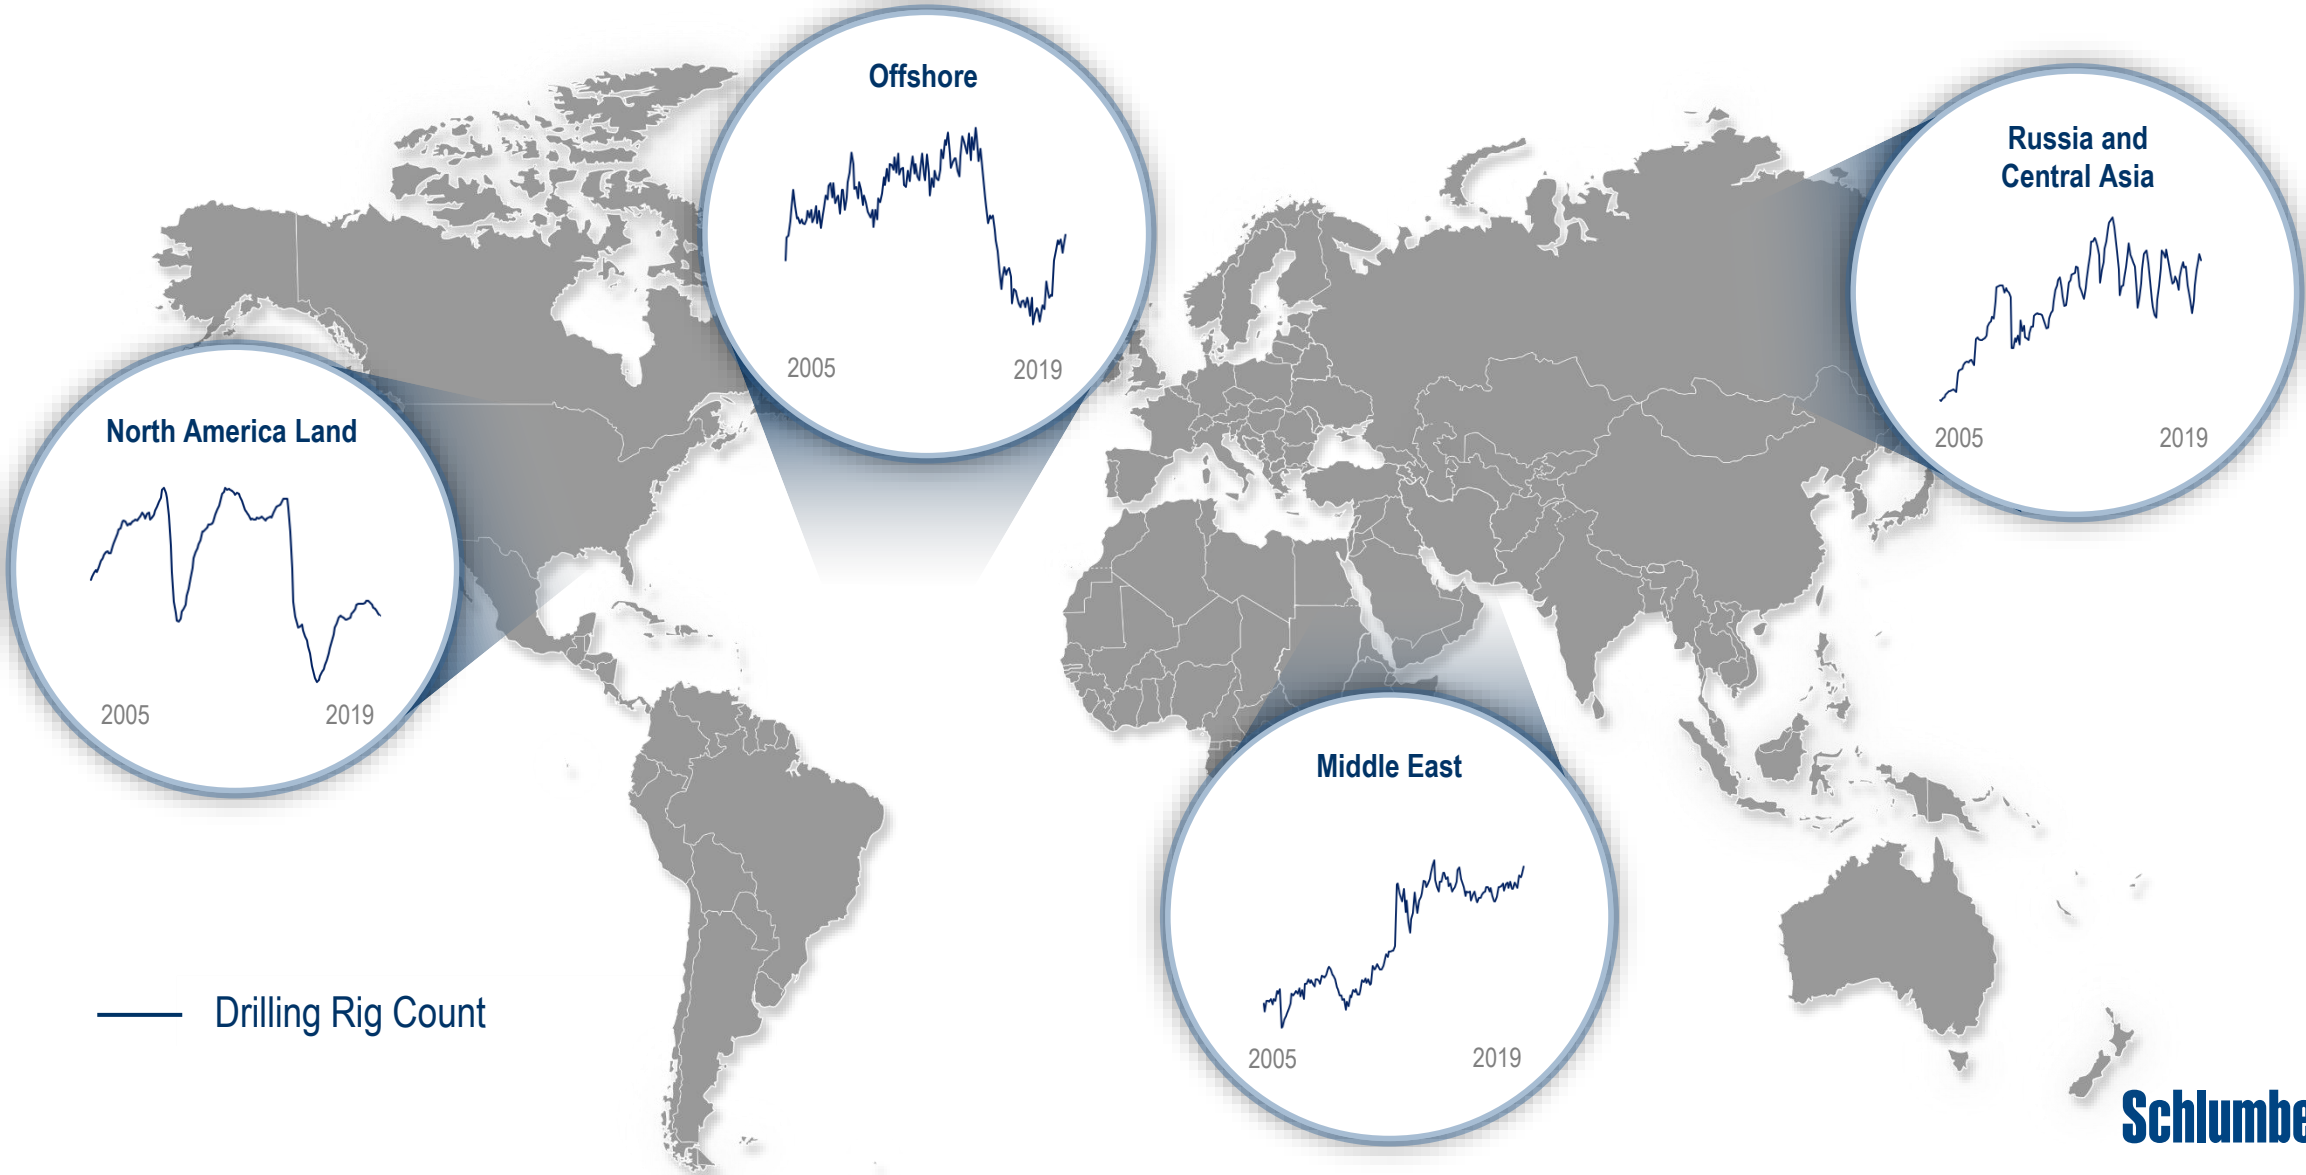 Offshore
2005
2019
Russia and
Central Asia
2005
2019
North America Land
2005
2019
Middle East
2005
2019
Drilling Rig Count
Schlumbe